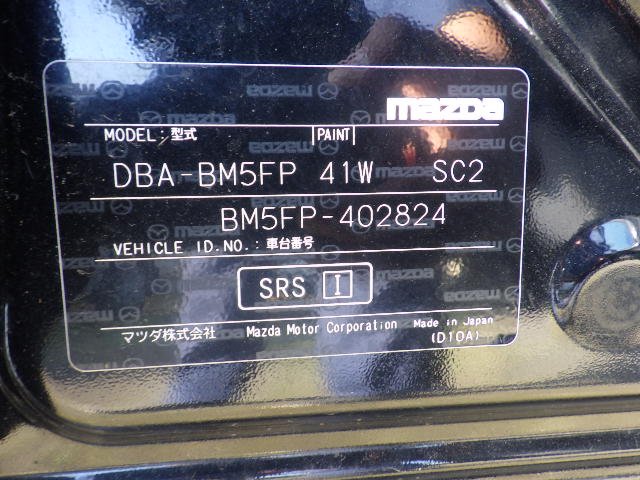 mazda
MODEL:型式 PAINT
DBA-BM5FP 41W SC2
BM5FP-402824
VEHICLE ID.NO.:車台番号
SRS I
マツダ株式会社 Mazda Motor Corporation Made in Japan
(D10A)